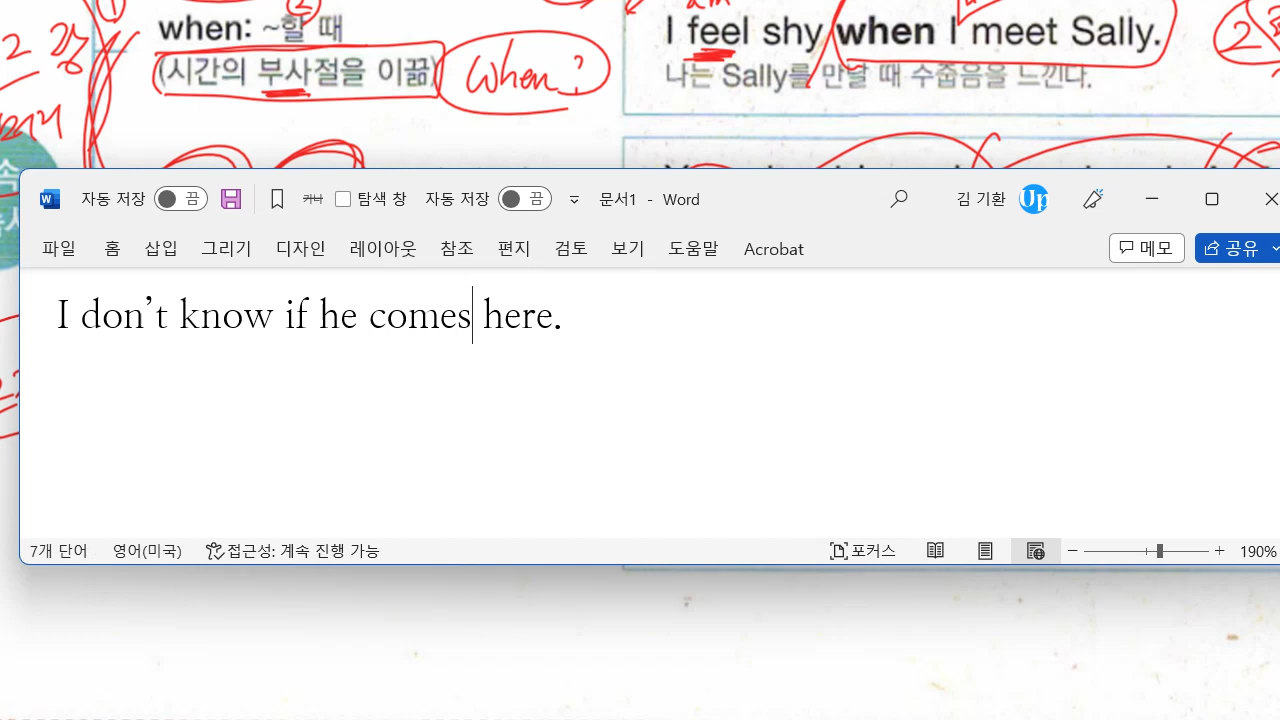 when: ~할 때
(시간의 부사절을 이끎)
when?
am
I feel shy when I meet Sally.
나는 Sally를 만날 때 수줍음을 느낀다.
자동 저장 끔 가나 탐색 창 자동 저장 끔 문서1 - Word 김 기환 Up
파일 홈 삽입 그리기 디자인 레이아웃 참조 편지 검토 보기 도움말 Acrobat 메모 공유
I don’t know if he comes here.
7개 단어 영어(미국) 접근성: 계속 진행 가능 포커스 190%